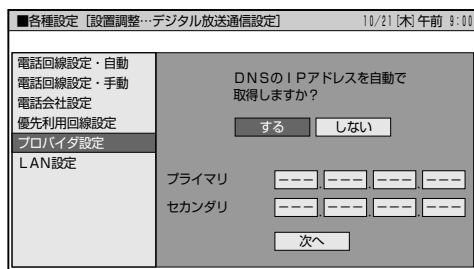 ■各種設定［設置調整…デジタル放送通信設定］ 10/21[木]午前 9:00
電話回線設定・自動
電話回線設定・手動
電話会社設定
優先利用回線設定
プロバイダ設定
ＬＡＮ設定
ＤＮＳのＩＰアドレスを自動で
取得しますか？
する しない
プライマリ ---.---.---.---
セカンダリ ---.---.---.---
次へ